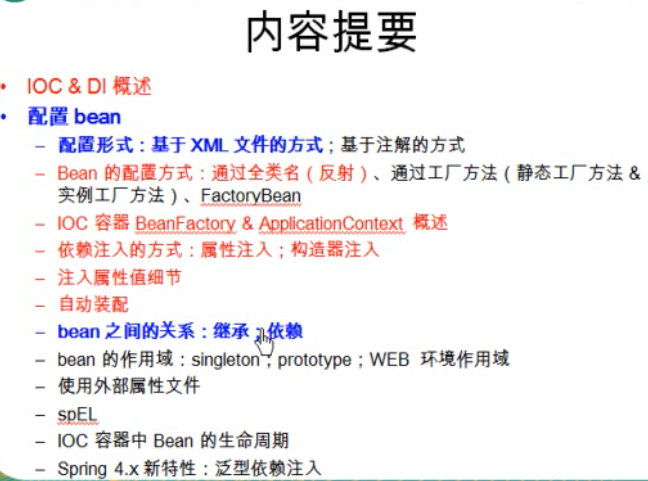 内容提要
• IOC & DI 概述
• 配置 bean
– 配置形式：基于 XML 文件的方式；基于注解的方式
– Bean 的配置方式：通过全类名（反射）、通过工厂方法（静态工厂方法 &
实例工厂方法）、FactoryBean
– IOC 容器 BeanFactory & ApplicationContext 概述
– 依赖注入的方式：属性注入；构造器注入
– 注入属性值细节
– 自动装配
– bean 之间的关系：继承；依赖
– bean 的作用域：singleton；prototype；WEB 环境作用域
– 使用外部属性文件
– spEL
– IOC 容器中 Bean 的生命周期
– Spring 4.x 新特性：泛型依赖注入